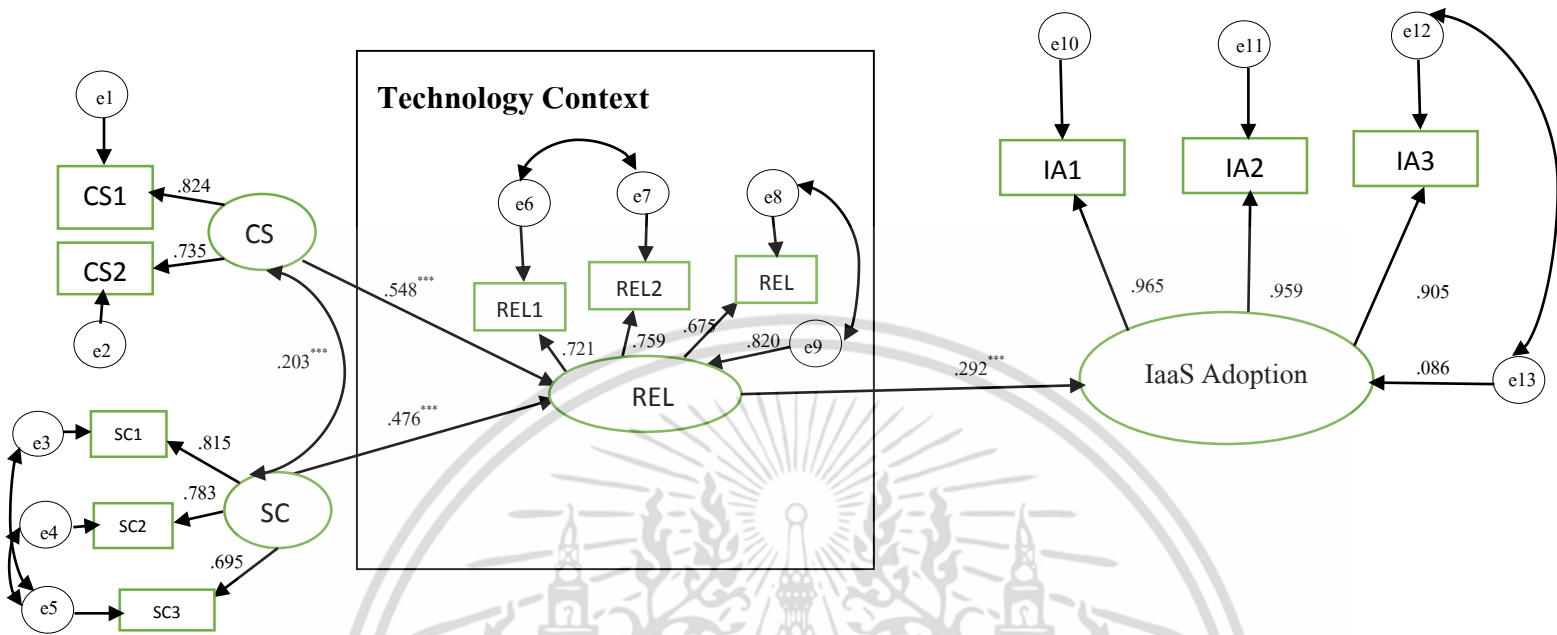 e10
e11
e12
e1
Technology Context
IA1
IA2
IA3
CS1
.824
e6
e7
e8
CS
CS2
.735
REL1
REL2
REL
.548***
.965
.959
.905
e2
.203***
.721
.759
.675
.820
e9
.292***
IaaS Adoption
.086
e13
REL
.476***
e3
SC1
.815
e4
SC2
.783
SC
.695
e5
SC3